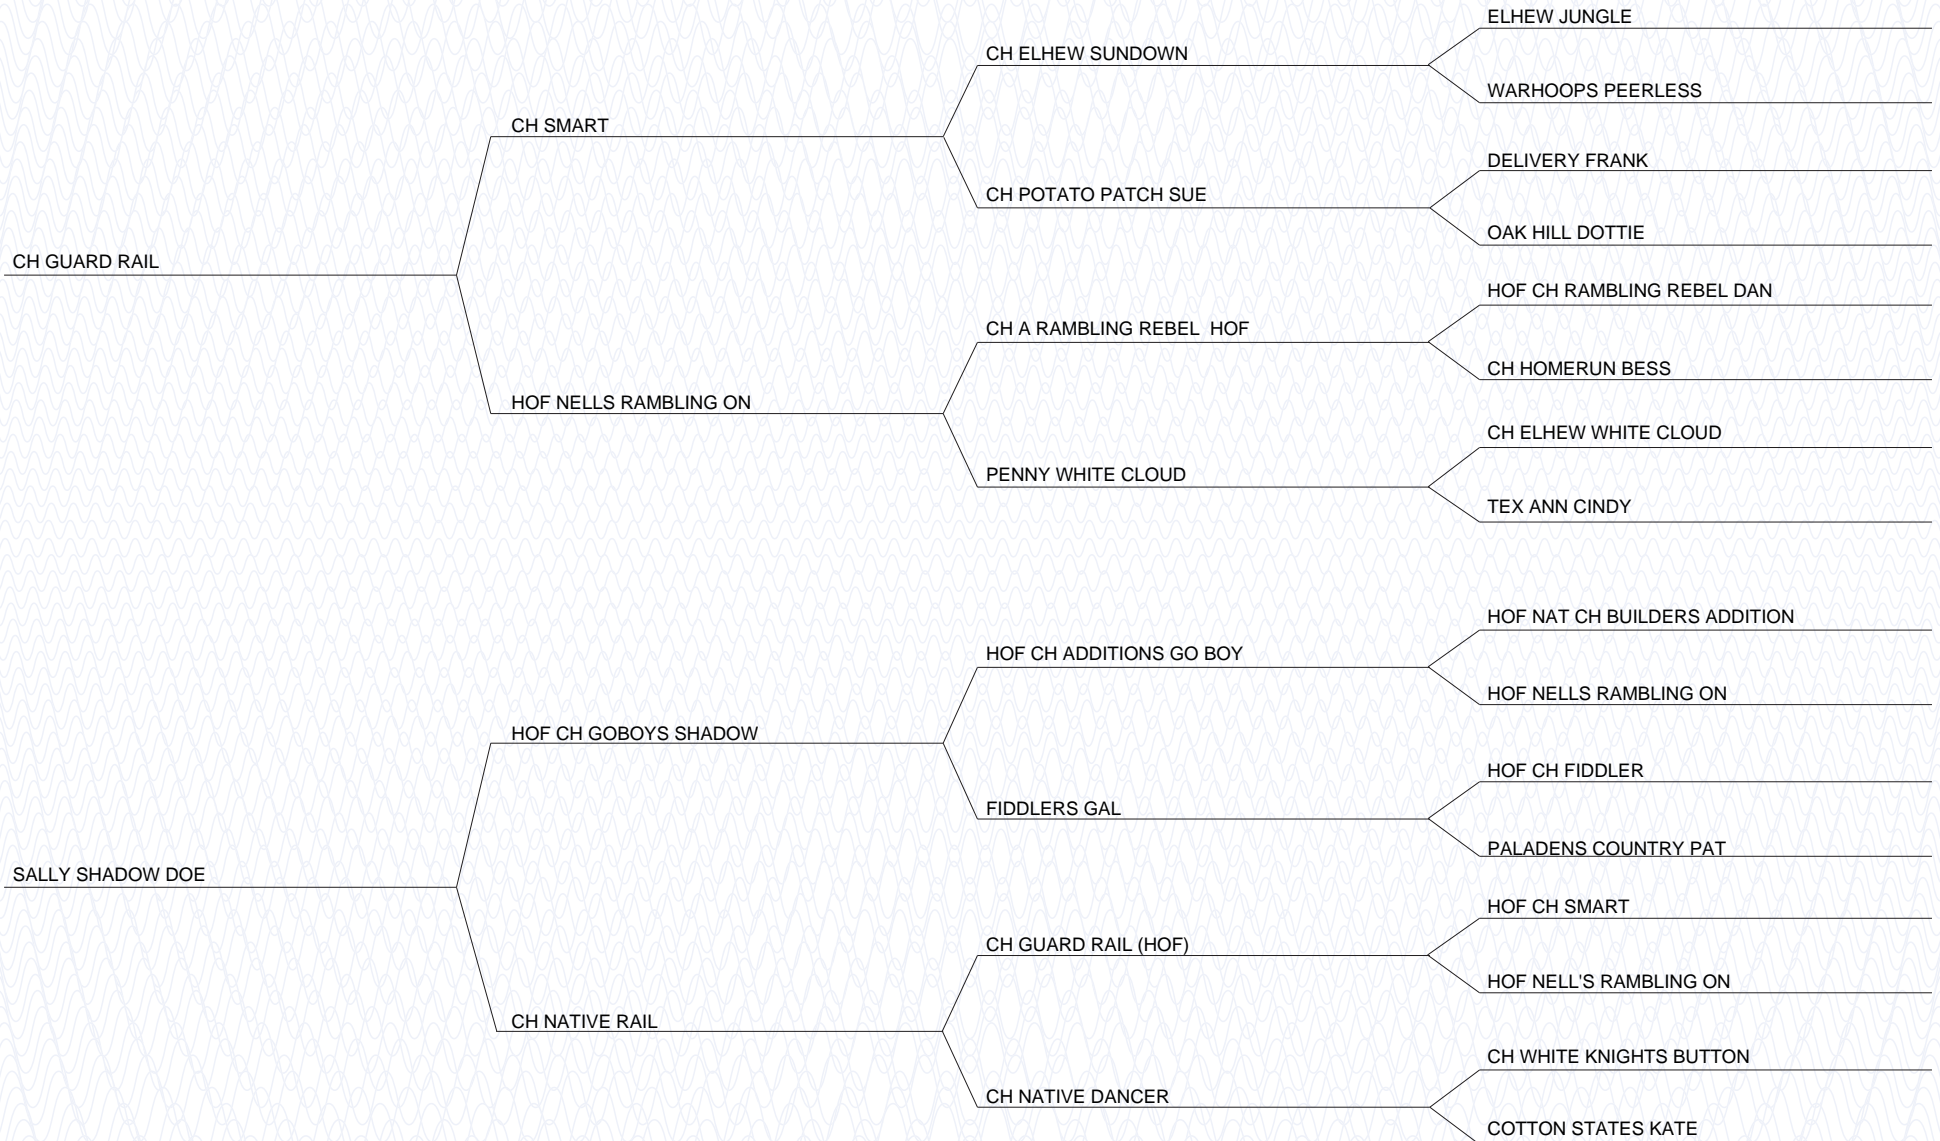 ELHEW JUNGLE
CH ELHEW SUNDOWN
WARHOOPS PEERLESS
CH SMART
DELIVERY FRANK
CH POTATO PATCH SUE
OAK HILL DOTTIE
CH GUARD RAIL
HOF CH RAMBLING REBEL DAN
CH A RAMBLING REBEL  HOF
CH HOMERUN BESS
HOF NELLS RAMBLING ON
CH ELHEW WHITE CLOUD
PENNY WHITE CLOUD
TEX ANN CINDY
HOF NAT CH BUILDERS ADDITION
HOF CH ADDITIONS GO BOY
HOF NELLS RAMBLING ON
HOF CH GOBOYS SHADOW
HOF CH FIDDLER
FIDDLERS GAL
PALADENS COUNTRY PAT
SALLY SHADOW DOE
HOF CH SMART
CH GUARD RAIL (HOF)
HOF NELL'S RAMBLING ON
CH NATIVE RAIL
CH WHITE KNIGHTS BUTTON
CH NATIVE DANCER
COTTON STATES KATE